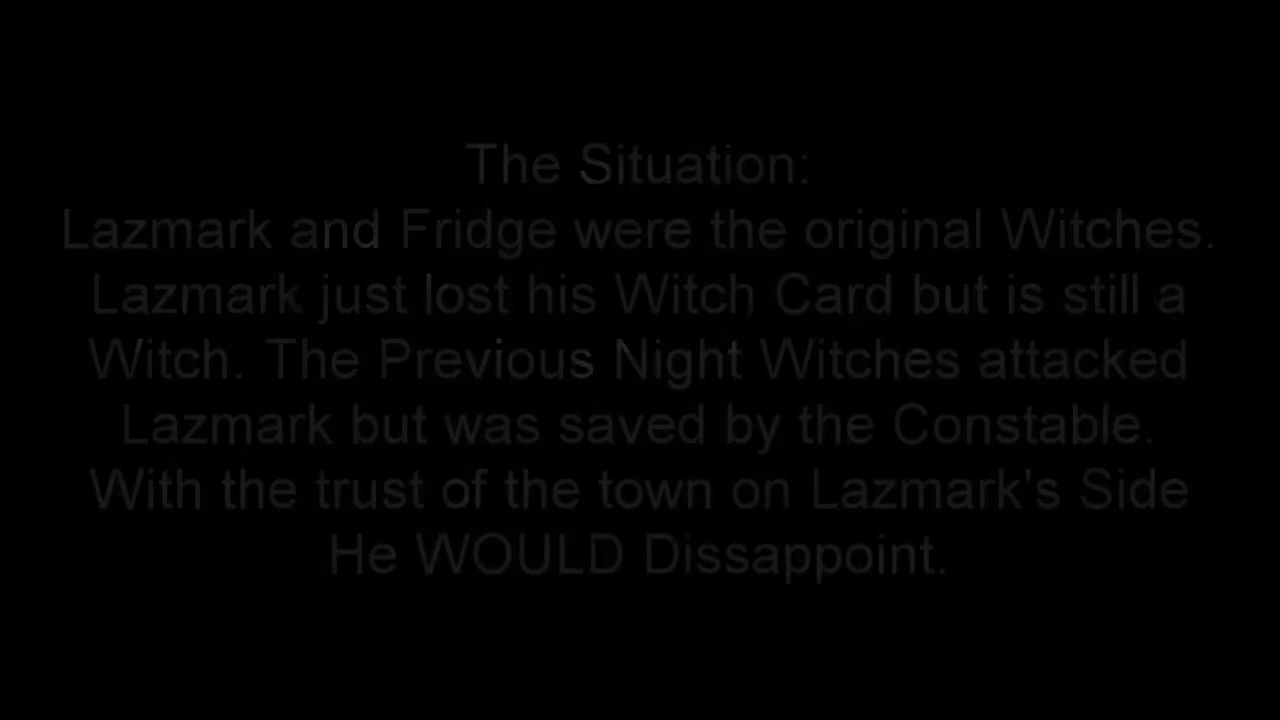 The Situation:
Lazmark and Fridge were the original Witches.
Lazmark just lost his Witch Card but is still a
Witch. The Previous Night Witches attacked
Lazmark but was saved by the Constable.
With the trust of the town on Lazmark's Side
He WOULD Dissappoint.